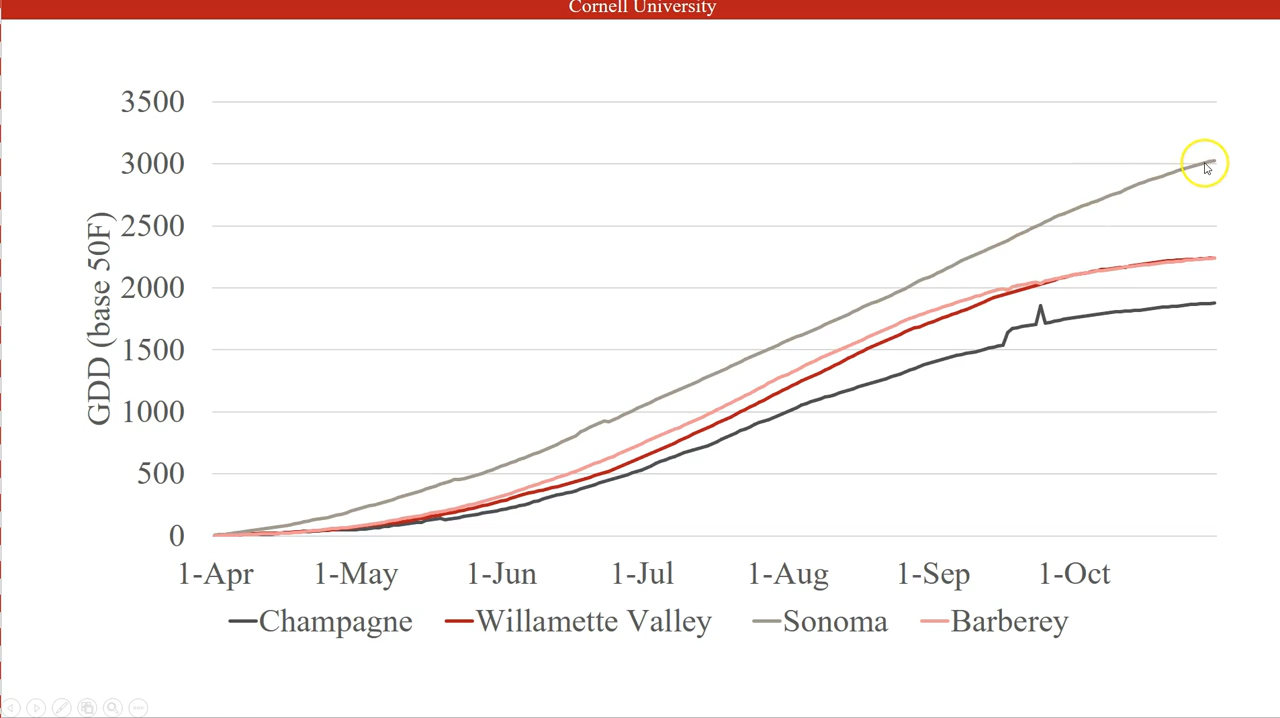 Cornell University
3500
3000
2500
2000
1500
1000
500
0
GDD (base 50F)
1-Apr 1-May 1-Jun 1-Jul 1-Aug 1-Sep 1-Oct
Champagne Willamette Valley Sonoma Barberey